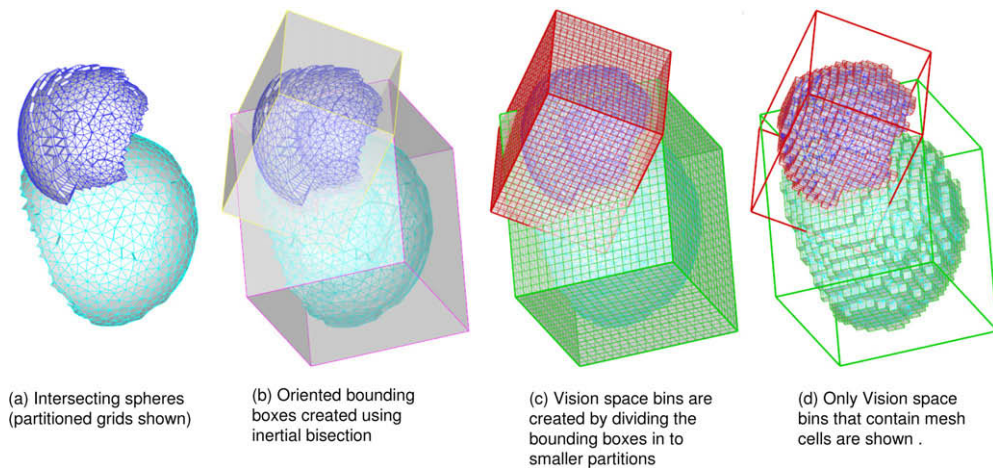 (a) Intersecting spheres
(partitioned grids shown)
(b) Oriented bounding
boxes created using
inertial bisection
(c) Vision space bins are
created by dividing the
bounding boxes in to
smaller partitions
(d) Only Vision space
bins that contain mesh
cells are shown .